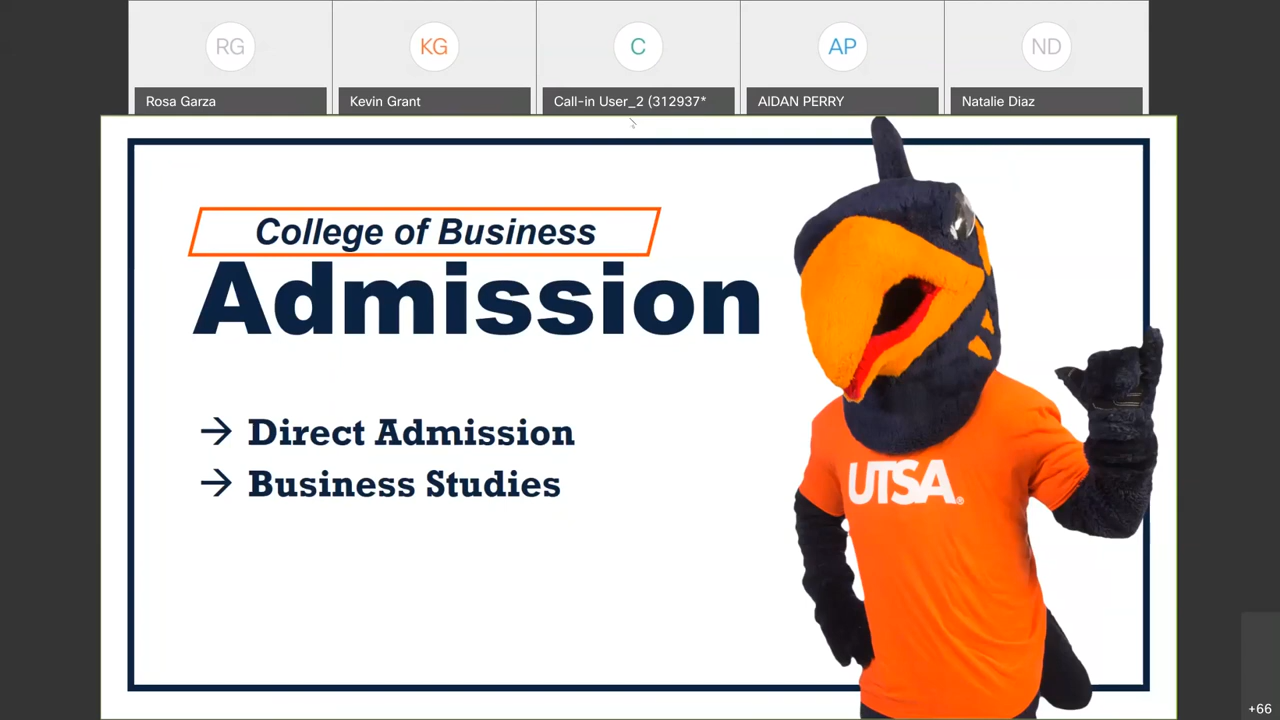 RG
KG
C
AP
ND
Rosa Garza
Kevin Grant
Call-in User_2 (312937*
AIDAN PERRY
Natalie Diaz
College of Business
Admission
→ Direct Admission
→ Business Studies
UTSA®
+66